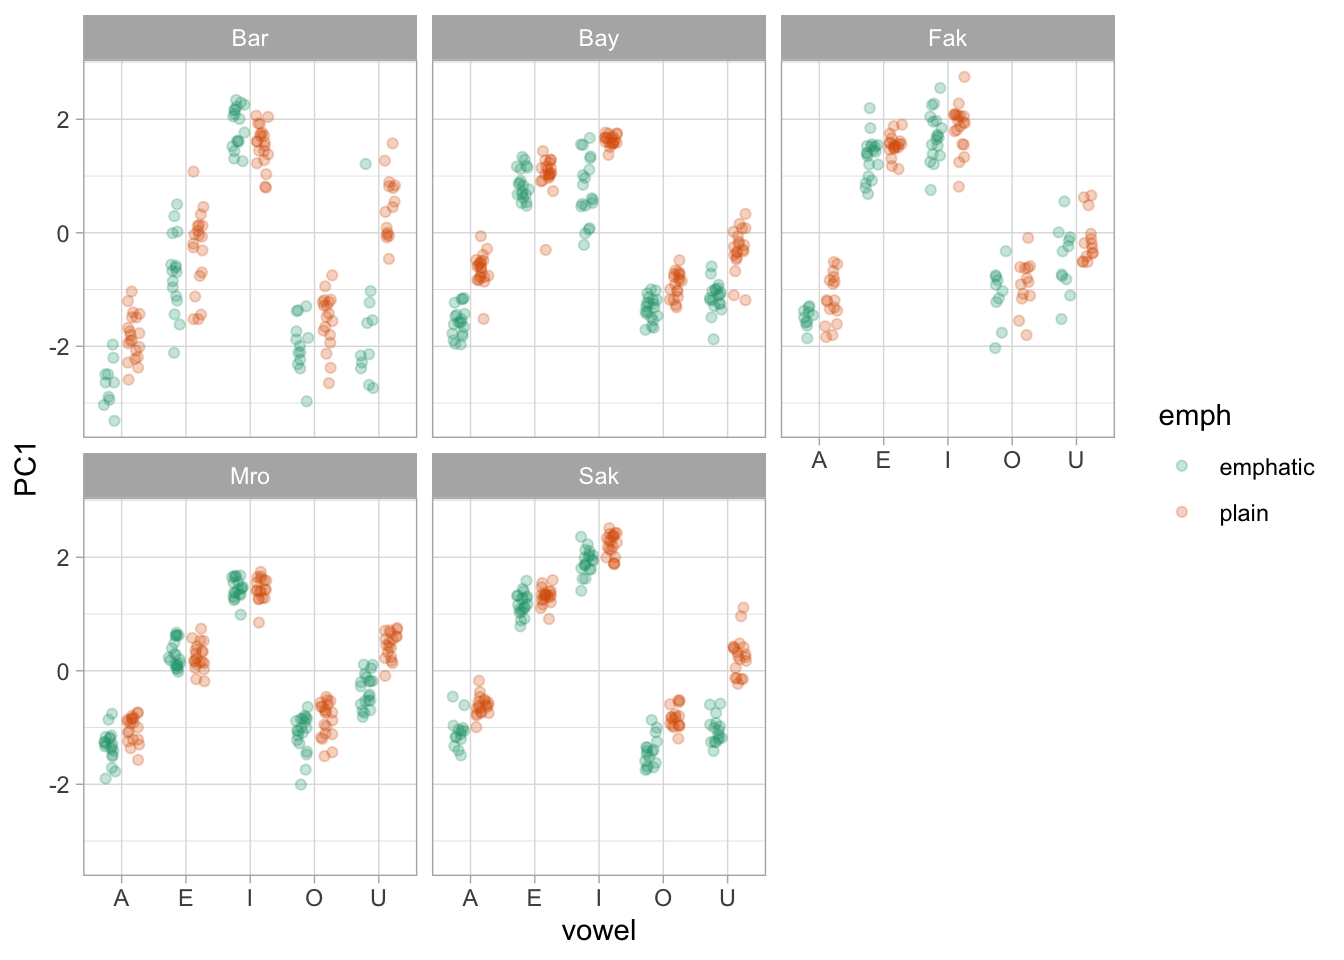 Bar Bay Fak
2
0
-2
A E I O U
PC1
Mro Sak
2
0
-2
A E I O U A E I O U
vowel
emph
emphatic
plain